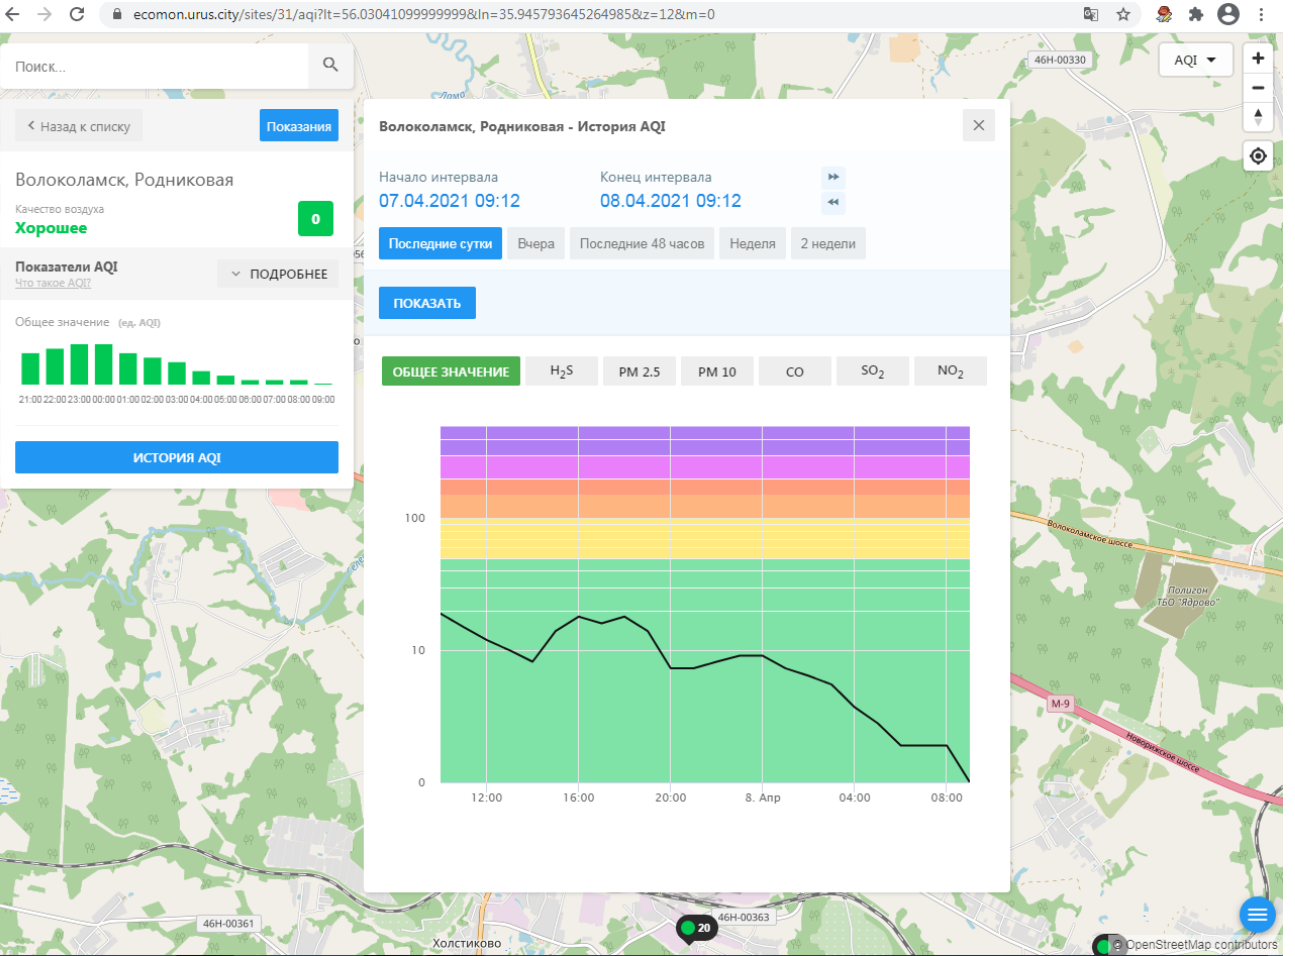 ecomon.urus.city/sites/31/aqi?lt=56.03041099999999&ln=35.945793645264985&z=12&m=0
Поиск...
46H-00330
AQI
Назад к списку
Показания
Волоколамск, Родниковая - История AQI
Волоколамск, Родниковая
Качество воздуха
Хорошее
0
Начало интервала
Конец интервала
07.04.2021 09:12
08.04.2021 09:12
Последние сутки
Вчера
Последние 48 часов
Неделя
2 недели
Показатели AQI
Что такое AQI?
ПОДРОБНЕЕ
ПОКАЗАТЬ
Общее значение (ед. AQI)
21:00 22:00 23:00 00:00 01:00 02:00 03:00 04:00 05:00 06:00 07:00 08:00 09:00
ИСТОРИЯ AQI
ОБЩЕЕ ЗНАЧЕНИЕ
H2S
PM 2.5
PM 10
CO
SO2
NO2
100
10
0
12:00
16:00
20:00
8. Апр
04:00
08:00
Волоколамское шоссе
Полигон
ТБО "Ядрово"
М-9
Новорижское шоссе
46H-00361
46H-00363
20
Холстиково
© OpenStreetMap contributors